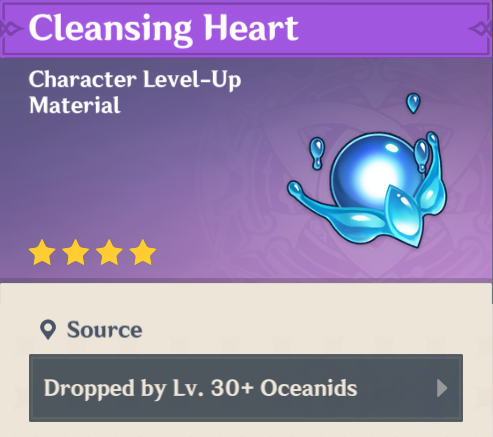 Cleansing Heart
Character Level-Up
Material
Source
Dropped by Lv. 30+ Oceanids